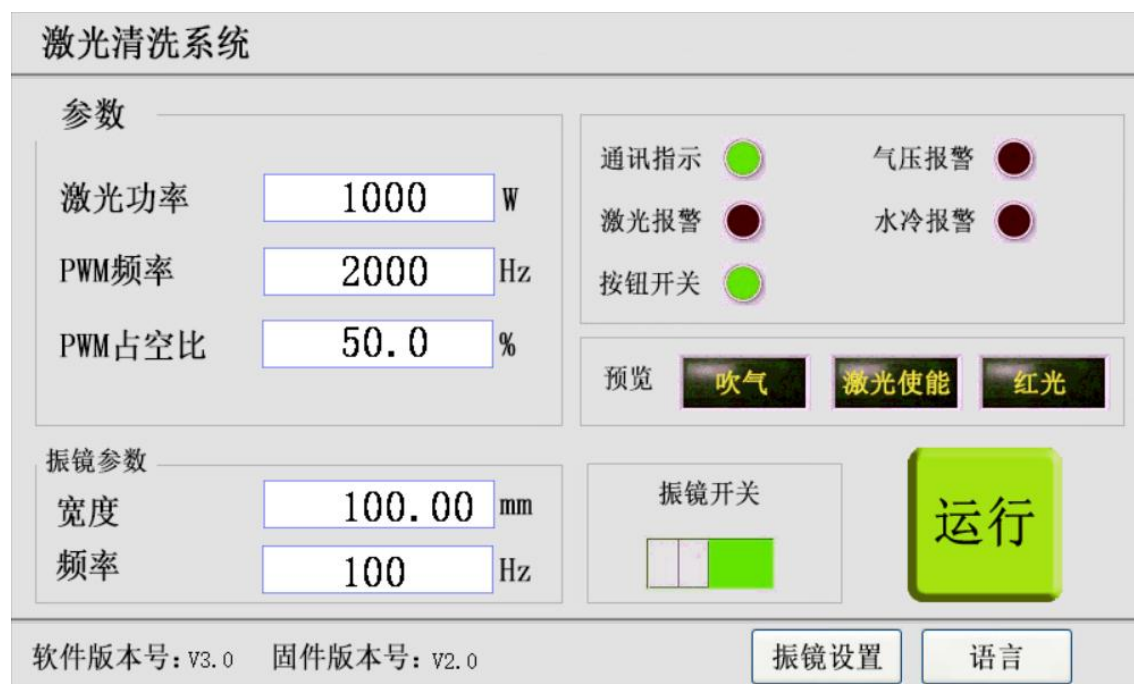 激光清洗系统
参数
激光功率 1000 W
PWM频率 2000 Hz
PWM占空比 50.0 %
通讯指示 气压报警
激光报警 水冷报警
按钮开关
预览 吹气 激光使能 红光
振镜参数
宽度 100.00 mm
频率 100 Hz
振镜开关
运行
软件版本号: V3.0 固件版本号: V2.0
振镜设置 语言